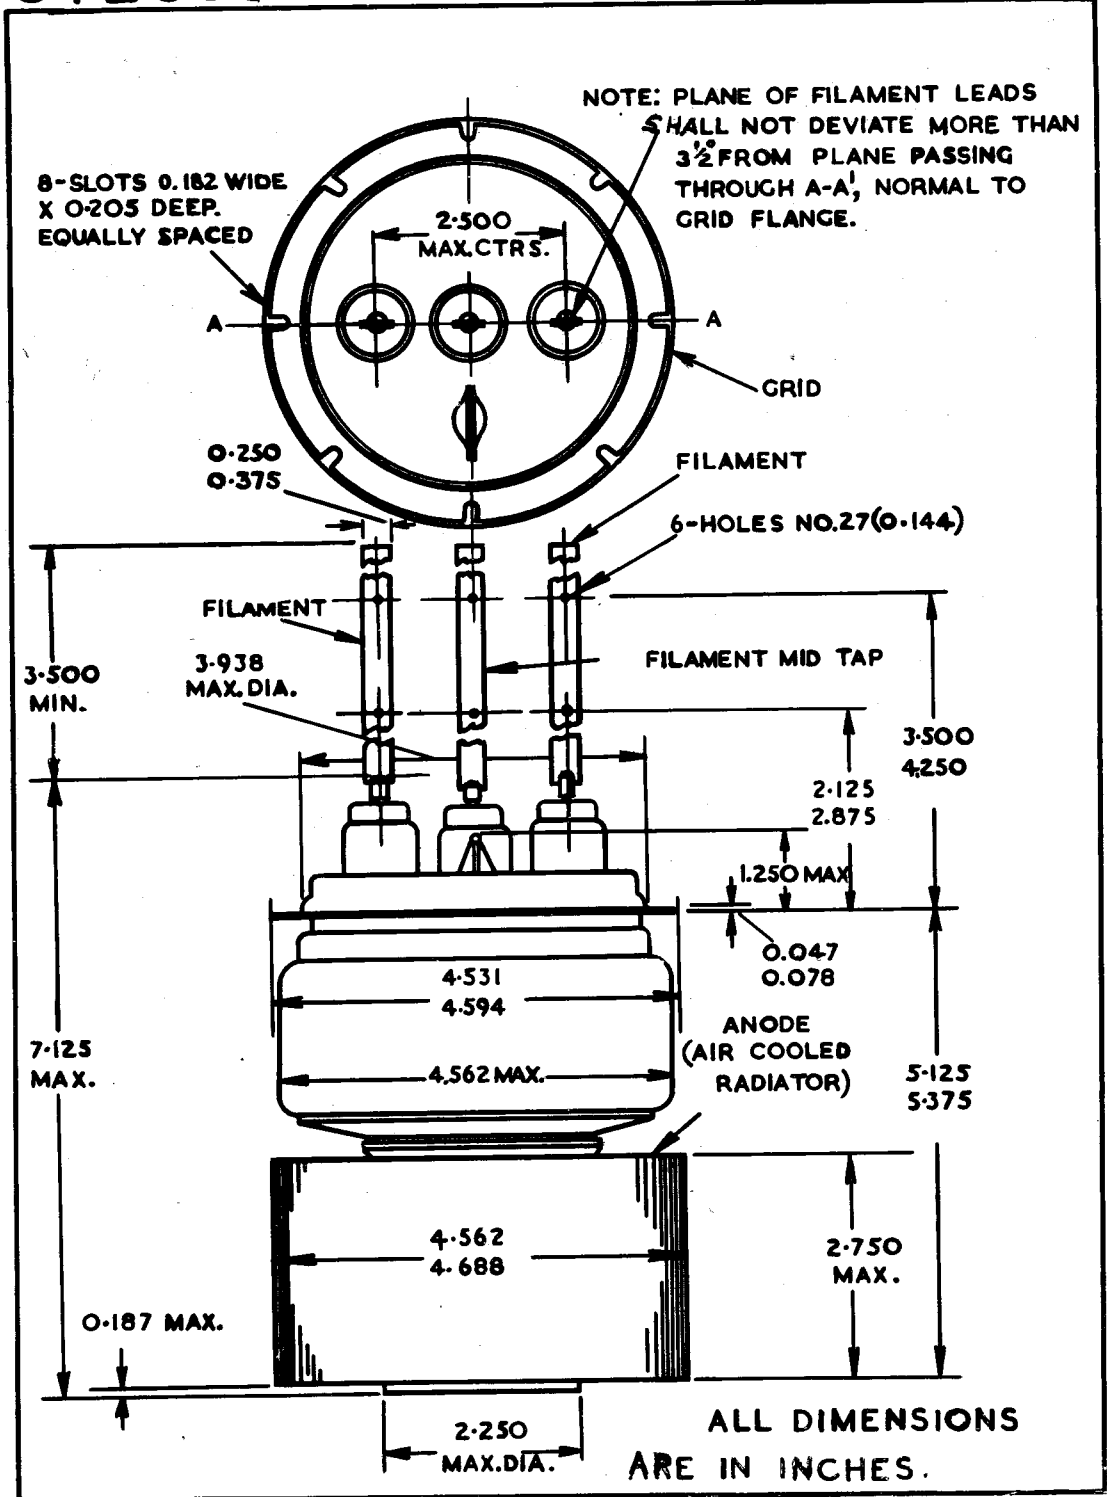 NOTE: PLANE OF FILAMENT LEADS
SHALL NOT DEVIATE MORE THAN
3½° FROM PLANE PASSING
THROUGH A-A', NORMAL TO
GRID FLANGE.
8-SLOTS 0.182 WIDE
X 0·205 DEEP.
EQUALLY SPACED
2·500
MAX.CTRS.
A
A
GRID
0·250
0·375
FILAMENT
6-HOLES NO.27(0·144)
FILAMENT
3·500
MIN.
3·938
MAX. DIA.
FILAMENT MID TAP
3·500
4.250
2·125
2.875
1.250 MAX
0.047
0.078
4·531
4·594
ANODE
(AIR COOLED
RADIATOR)
7·125
MAX.
4.562 MAX.
5·125
5·375
4·562
4·688
2·750
MAX.
0·187 MAX.
2·250
MAX.DIA.
ALL DIMENSIONS
ARE IN INCHES.